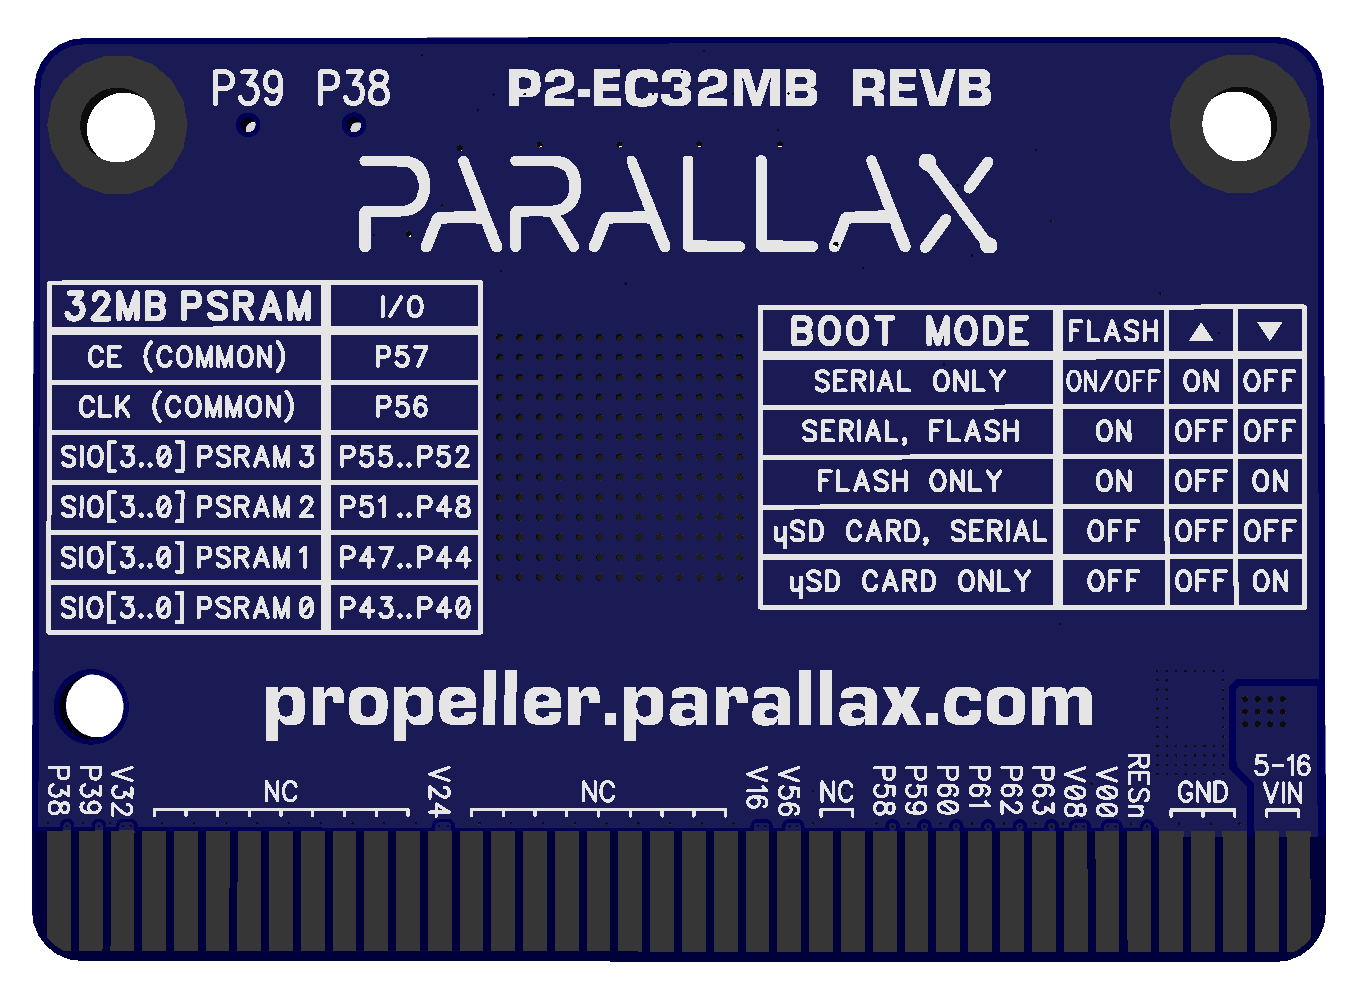 P39 P38 P2-EC32MB REVB
PARALLAX
32MB PSRAM I/O
CE (COMMON) P57
CLK (COMMON) P56
SIO[3..0] PSRAM 3 P55..P52
SIO[3..0] PSRAM 2 P51..P48
SIO[3..0] PSRAM 1 P47..P44
SIO[3..0] PSRAM 0 P43..P40
BOOT MODE FLASH ▲ ▼
SERIAL ONLY ON/OFF ON OFF
SERIAL, FLASH ON OFF OFF
FLASH ONLY ON OFF ON
µSD CARD, SERIAL OFF OFF OFF
µSD CARD ONLY OFF OFF ON
propeller.parallax.com
P38 P39 V32 NC V24 NC V16 V56 NC P58 P59 P60 P61 P62 P63 V08 V00 RESn GND 5-16
VIN